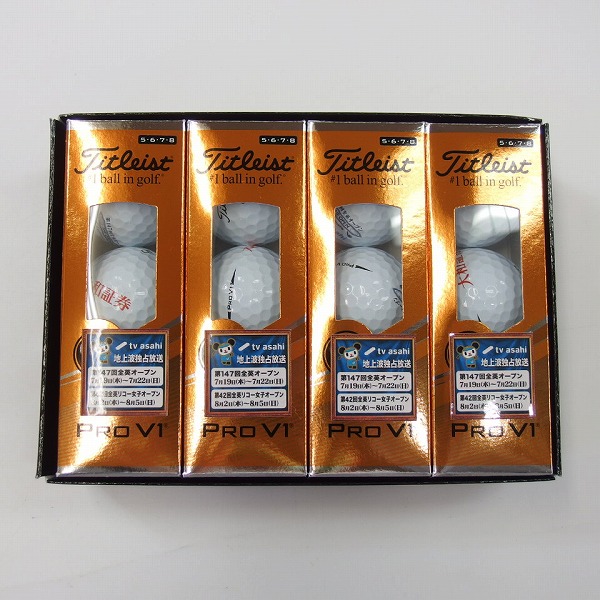 5·6·7·8
Titleist
#1 ball in golf.®
証券
tv asahi
地上波独占放送
第147回全英オープン
7月19日(木)〜7月22日(日)
第42回全英リコー女子オープン
8月2日(木)〜8月5日(日)
PRO V1®
5·6·7·8
Titleist
#1 ball in golf.®
PRO V1
tv asahi
地上波独占放送
第147回全英オープン
7月19日(木)〜7月22日(日)
第42回全英リコー女子オープン
8月2日(木)〜8月5日(日)
PRO V1®
5·6·7·8
Titleist
#1 ball in golf.®
PRO V1
tv asahi
地上波独占放送
第147回全英オープン
7月19日(木)〜7月22日(日)
第42回全英リコー女子オープン
8月2日(木)〜8月5日(日)
PRO V1®
5·6·7·8
Titleist
#1 ball in golf.®
大和
tv asahi
地上波独占放送
第147回全英オープン
7月19日(木)〜7月22日(日)
第42回全英リコー女子オープン
8月2日(木)〜8月5日(日)
PRO V1®